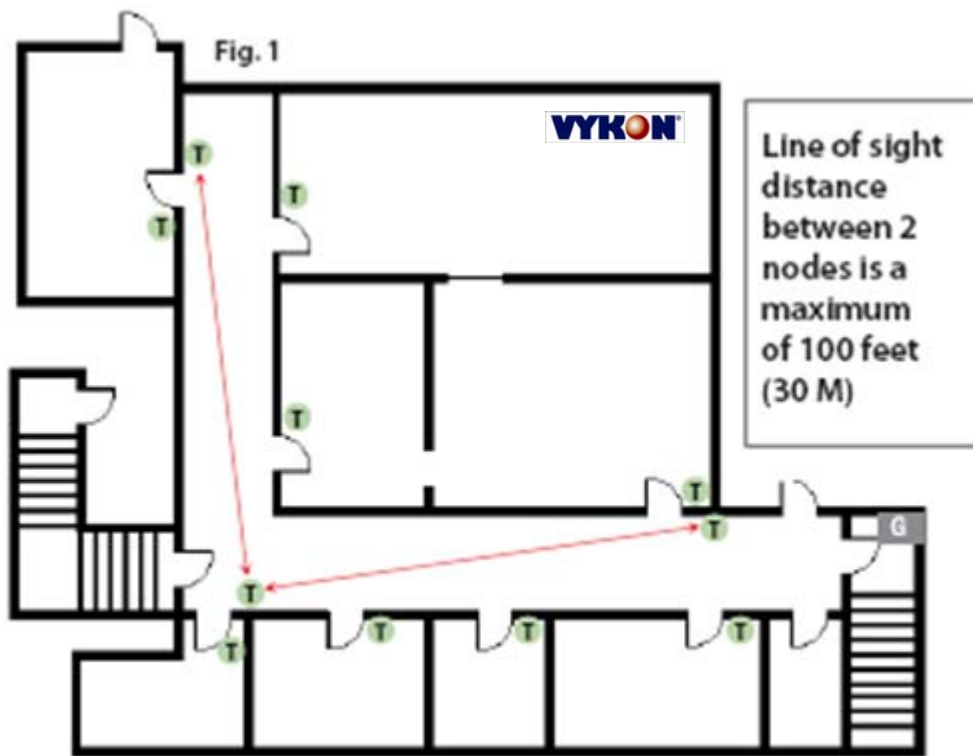 Fig. 1
VYKON®
Line of sight
distance
between 2
nodes is a
maximum
of 100 feet
(30 M)
T
T
T
T
T
T
G
T
T
T
T
T